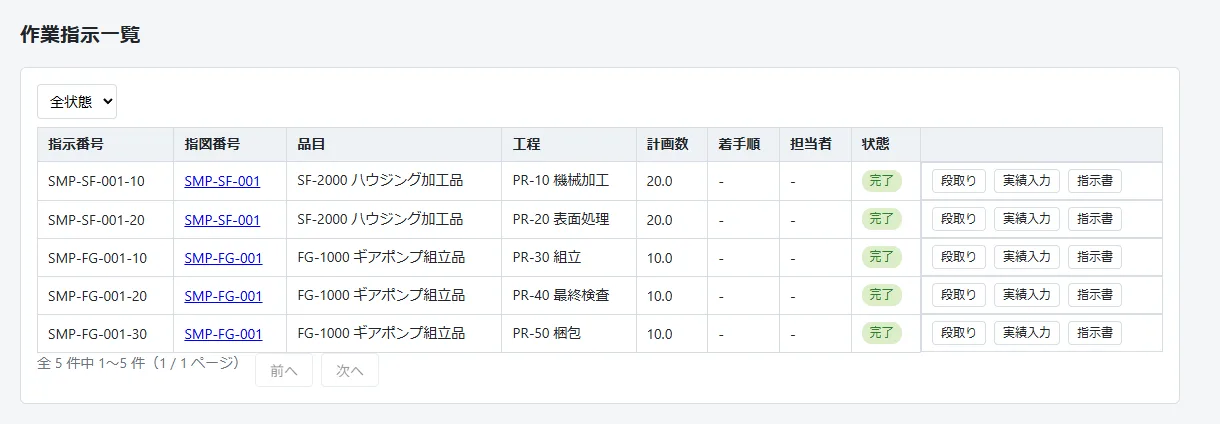 作業指示一覧
全状態
指示番号 指図番号 品目 工程 計画数 着手順 担当者 状態
SMP-SF-001-10 SMP-SF-001 SF-2000 ハウジング加工品 PR-10 機械加工 20.0 - - 完了 段取り 実績入力 指示書
SMP-SF-001-20 SMP-SF-001 SF-2000 ハウジング加工品 PR-20 表面処理 20.0 - - 完了 段取り 実績入力 指示書
SMP-FG-001-10 SMP-FG-001 FG-1000 ギアポンプ組立品 PR-30 組立 10.0 - - 完了 段取り 実績入力 指示書
SMP-FG-001-20 SMP-FG-001 FG-1000 ギアポンプ組立品 PR-40 最終検査 10.0 - - 完了 段取り 実績入力 指示書
SMP-FG-001-30 SMP-FG-001 FG-1000 ギアポンプ組立品 PR-50 梱包 10.0 - - 完了 段取り 実績入力 指示書
全 5 件中 1〜5 件（1 / 1 ページ） 前へ 次へ